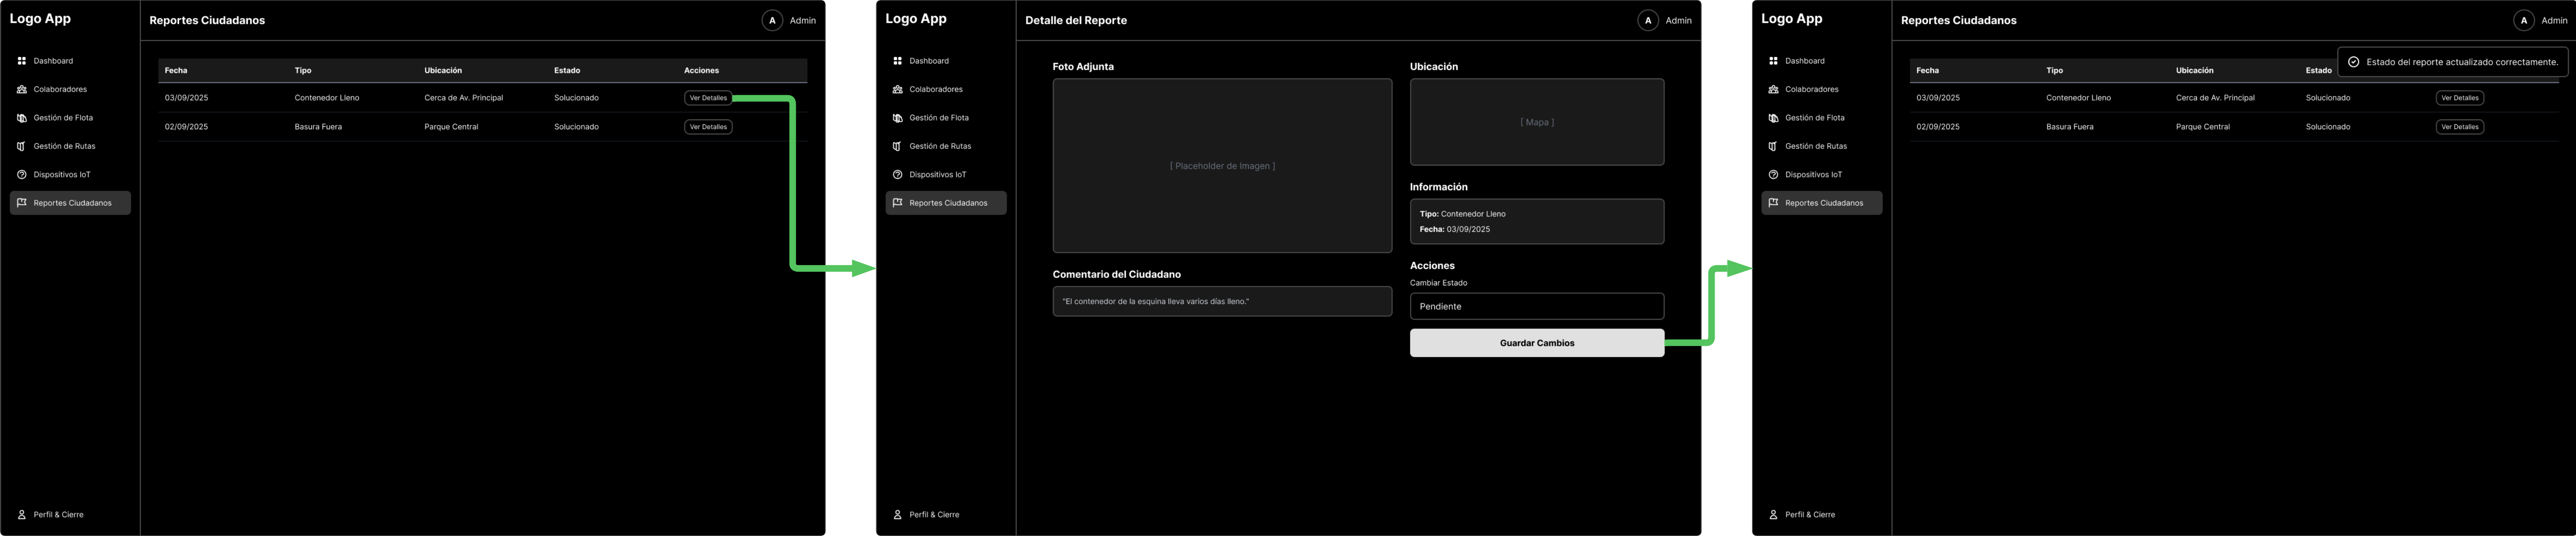 Logo App
Dashboard
Colaboradores
Gestión de Flota
Gestión de Rutas
Dispositivos IoT
Reportes Ciudadanos
Perfil & Cierre
Reportes Ciudadanos
A Admin
Fecha Tipo Ubicación Estado Acciones
03/09/2025 Contenedor Lleno Cerca de Av. Principal Solucionado Ver Detalles
02/09/2025 Basura Fuera Parque Central Solucionado Ver Detalles
Logo App
Dashboard
Colaboradores
Gestión de Flota
Gestión de Rutas
Dispositivos IoT
Reportes Ciudadanos
Perfil & Cierre
Detalle del Reporte
A Admin
Foto Adjunta
[ Placeholder de Imagen ]
Comentario del Ciudadano
"El contenedor de la esquina lleva varios días lleno."
Ubicación
[ Mapa ]
Información
Tipo: Contenedor Lleno
Fecha: 03/09/2025
Acciones
Cambiar Estado
Pendiente
Guardar Cambios
Logo App
Dashboard
Colaboradores
Gestión de Flota
Gestión de Rutas
Dispositivos IoT
Reportes Ciudadanos
Perfil & Cierre
Reportes Ciudadanos
A Admin
Estado del reporte actualizado correctamente.
Fecha Tipo Ubicación Estado
03/09/2025 Contenedor Lleno Cerca de Av. Principal Solucionado Ver Detalles
02/09/2025 Basura Fuera Parque Central Solucionado Ver Detalles